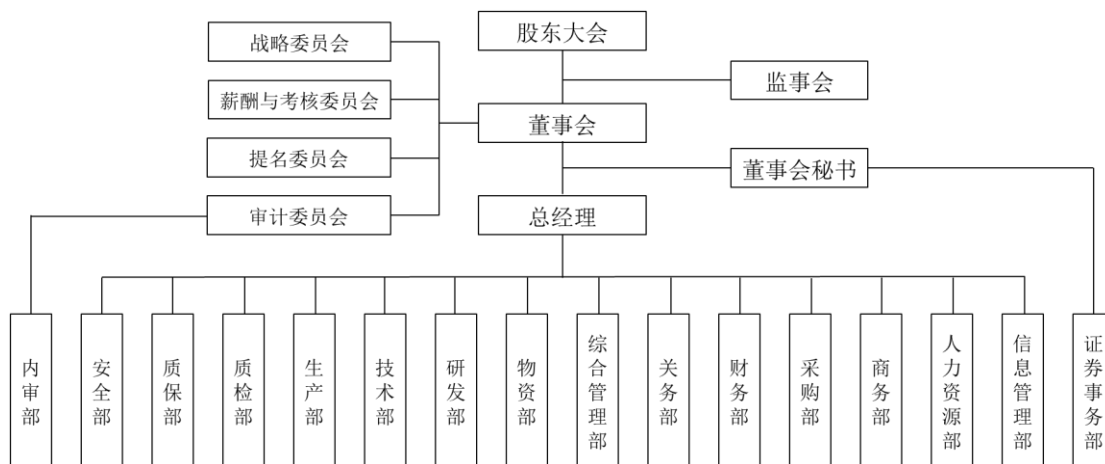 股东大会
战略委员会
监事会
薪酬与考核委员会
董事会
提名委员会
董事会秘书
审计委员会
总经理
内审部
安全部
质保部
质检部
生产部
技术部
研发部
物资部
综合管理部
关务部
财务部
采购部
商务部
人力资源部
信息管理部
证券事务部